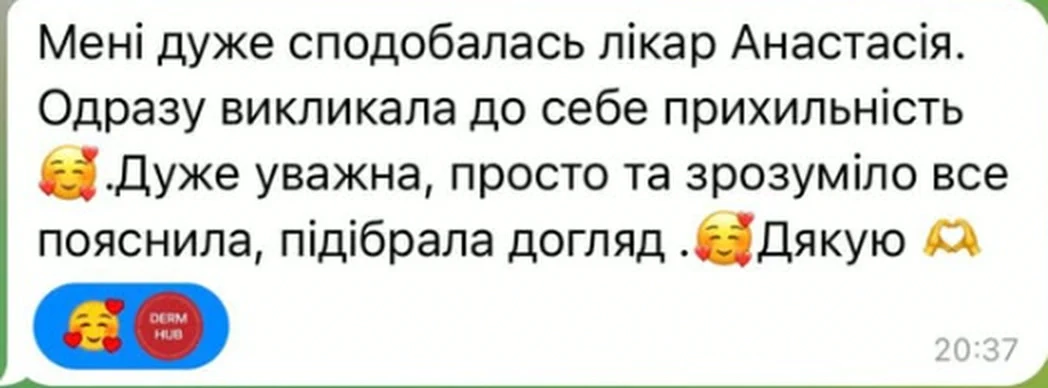 Мені дуже сподобалась лікар Анастасія.
Одразу викликала до себе прихильність
🥰.Дуже уважна, просто та зрозуміло все
пояснила, підібрала догляд .🥰Дякую 🫶
DERM
HUB
20:37